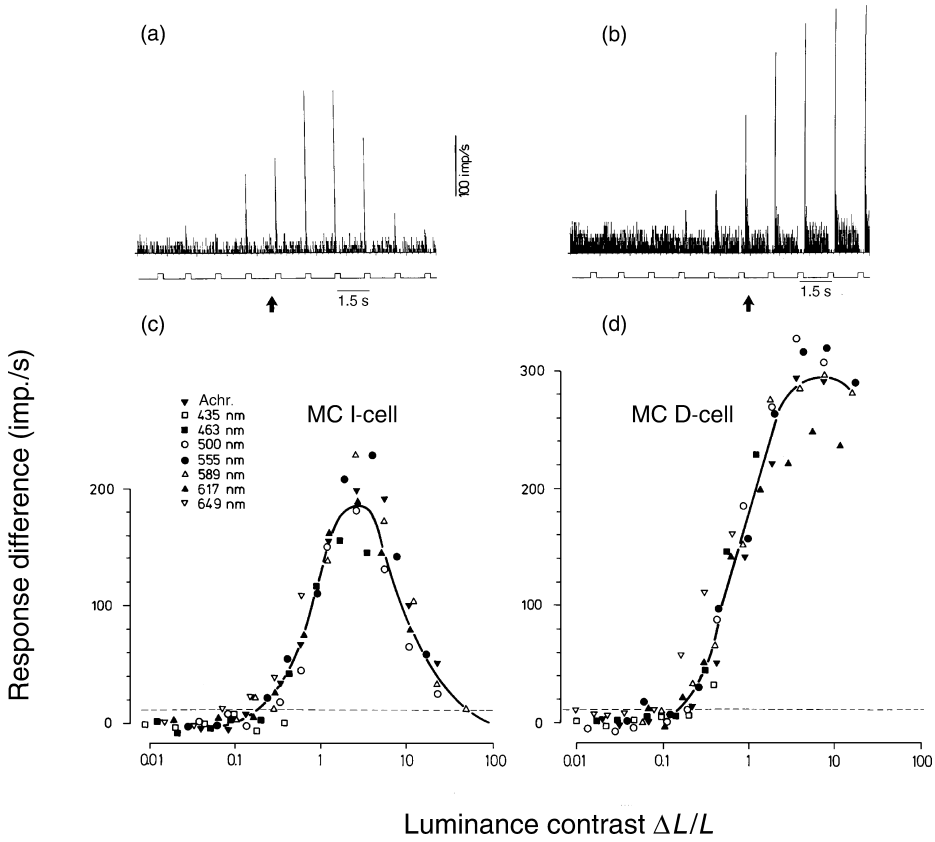 (a)
(b)
100 imp/s
1.5 s
1.5 s
(c)
(d)
Response difference (imp./s)
▼ Achr.
□ 435 nm
■ 463 nm
○ 500 nm
● 555 nm
△ 589 nm
▲ 617 nm
▽ 649 nm
MC I-cell
MC D-cell
200
100
0
0.01 0.1 1 10 100
300
200
100
0
0.01 0.1 1 10 100
Luminance contrast ΔL/L